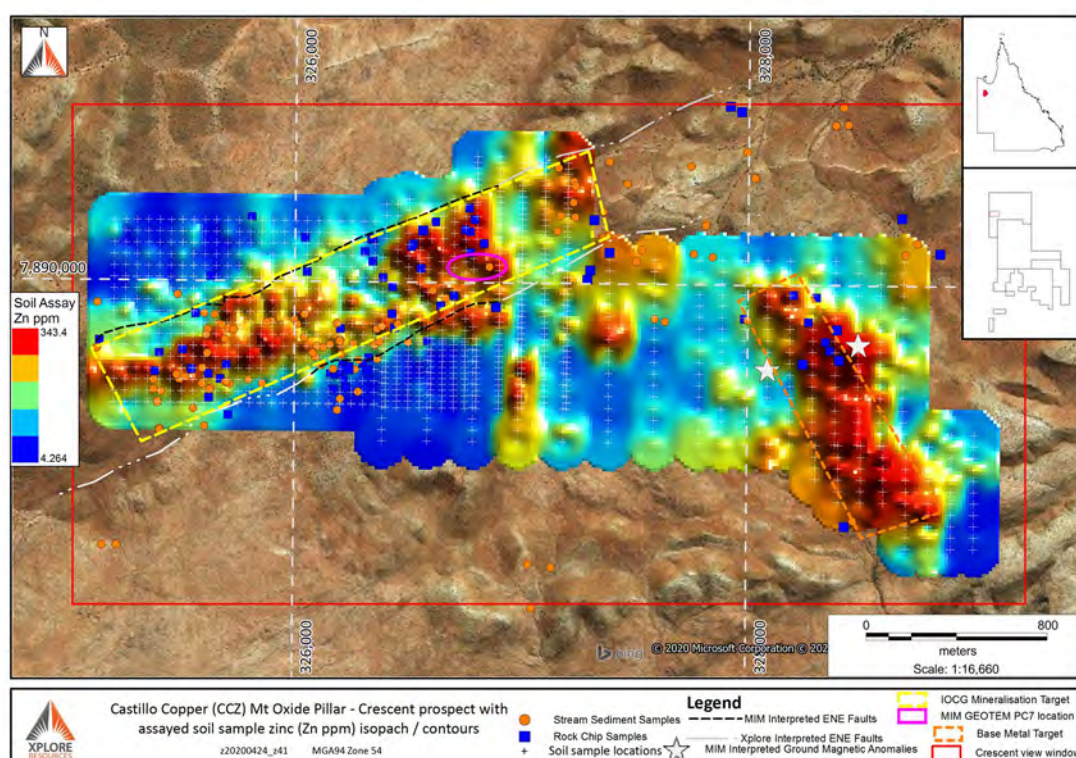 N
326,000
328,000
7,890,000
Soil Assay
Zn ppm
343.4
4.264
bing © 2020 Microsoft Corporation © 202
326,000
0 800
meters
Scale: 1:16,660
XPLORE
RESOURCES
Castillo Copper (CCZ) Mt Oxide Pillar - Crescent prospect with
assayed soil sample zinc (Zn ppm) isopach / contours
z20200424_z41 MGA94 Zone 54
Legend
Stream Sediment Samples
Rock Chip Samples
Soil sample locations
MIM Interpreted ENE Faults
Xplore Interpreted ENE Faults
MIM Interpreted Ground Magnetic Anomalies
IOCG Mineralisation Target
MIM GEOTEM PC7 location
Base Metal Target
Crescent view window